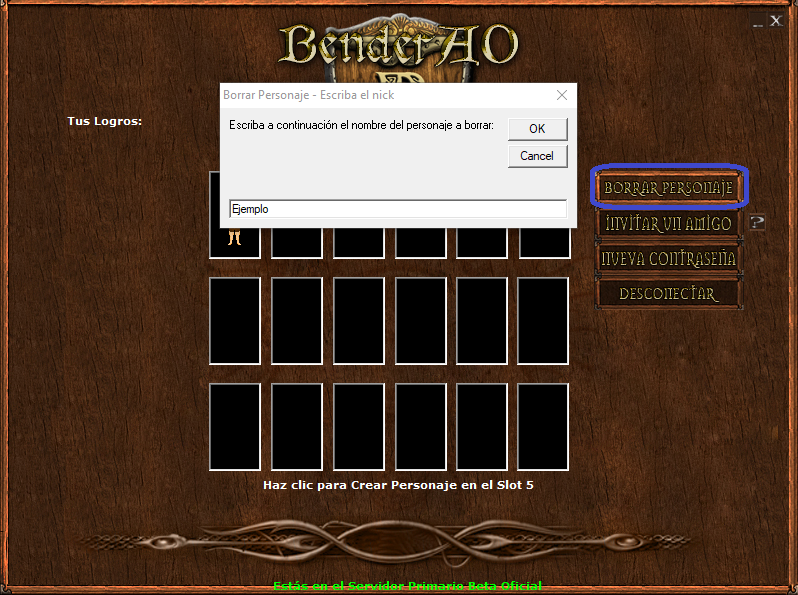 BenderAO
Borrar Personaje - Escriba el nick
Escriba a continuación el nombre del personaje a borrar:
OK
Cancel
Ejemplo
Tus Logros:
BORRAR PERSONAJE
INVITAR UN AMIGO
?
NUEVA CONTRASEÑA
DESCONECTAR
Haz clic para Crear Personaje en el Slot 5
Estás en el Servidor Primario Beta Oficial